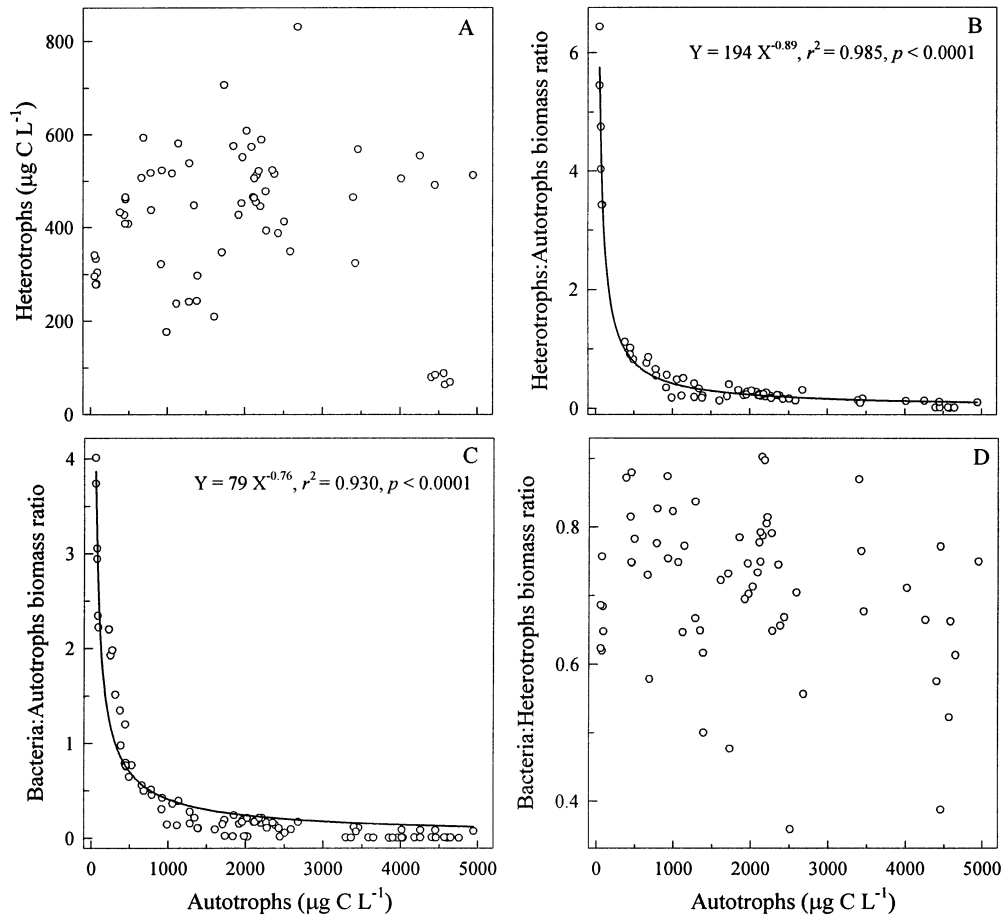 A
Heterotrophs (μg C L⁻¹)
800
600
400
200
0
B
Y = 194 X⁻⁰·⁸⁹, r² = 0.985, p < 0.0001
Heterotrophs:Autotrophs biomass ratio
6
4
2
0
C
Y = 79 X⁻⁰·⁷⁶, r² = 0.930, p < 0.0001
Bacteria:Autotrophs biomass ratio
4
3
2
1
0
0 1000 2000 3000 4000 5000
Autotrophs (μg C L⁻¹)
D
Bacteria:Heterotrophs biomass ratio
0.8
0.6
0.4
0 1000 2000 3000 4000 5000
Autotrophs (μg C L⁻¹)